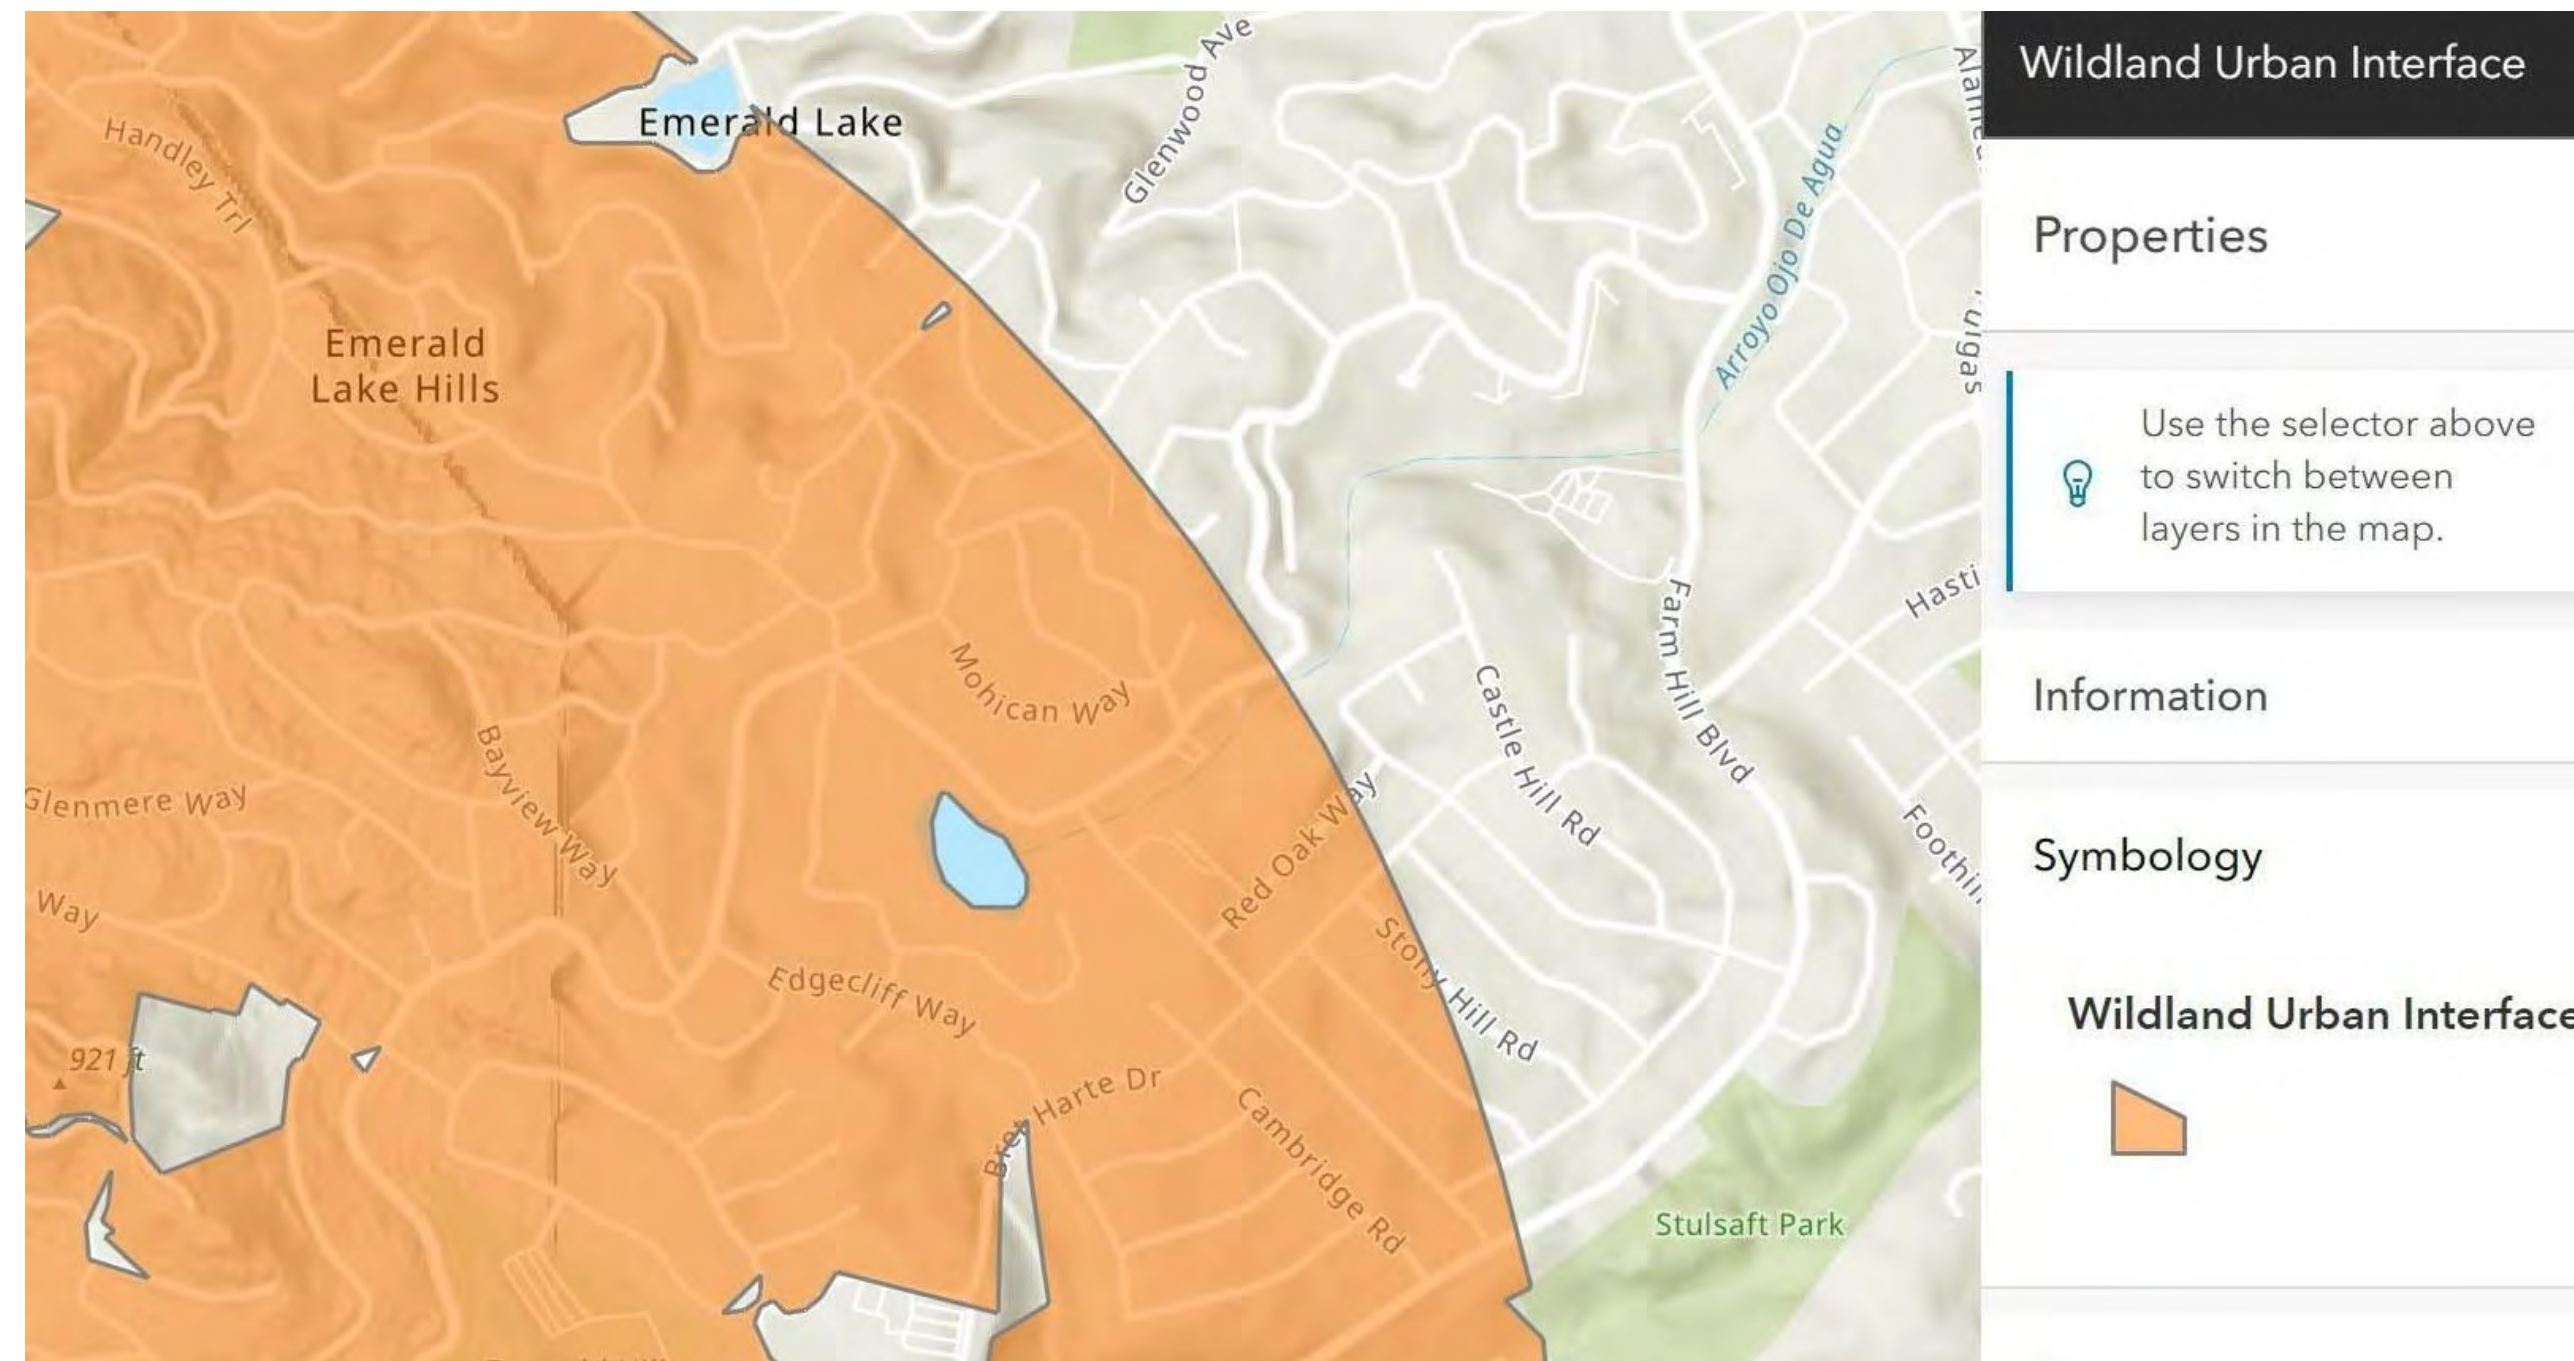 Glenwood Ave
Emerald Lake
Handley Trl
Arroyo Ojo De Agua
Emerald
Lake Hills
Hasti
Mohican Way
Castle Hill Rd
Farm Hill Blvd
Bayview Way
Glenmere Way
Red Oak Way
Way
Stony Hill Rd
Edgecliff Way
921 ft
Bret Harte Dr
Cambridge Rd
Stulsaft Park
Wildland Urban Interface
Properties
Use the selector above
to switch between
layers in the map.
Information
Symbology
Wildland Urban Interface